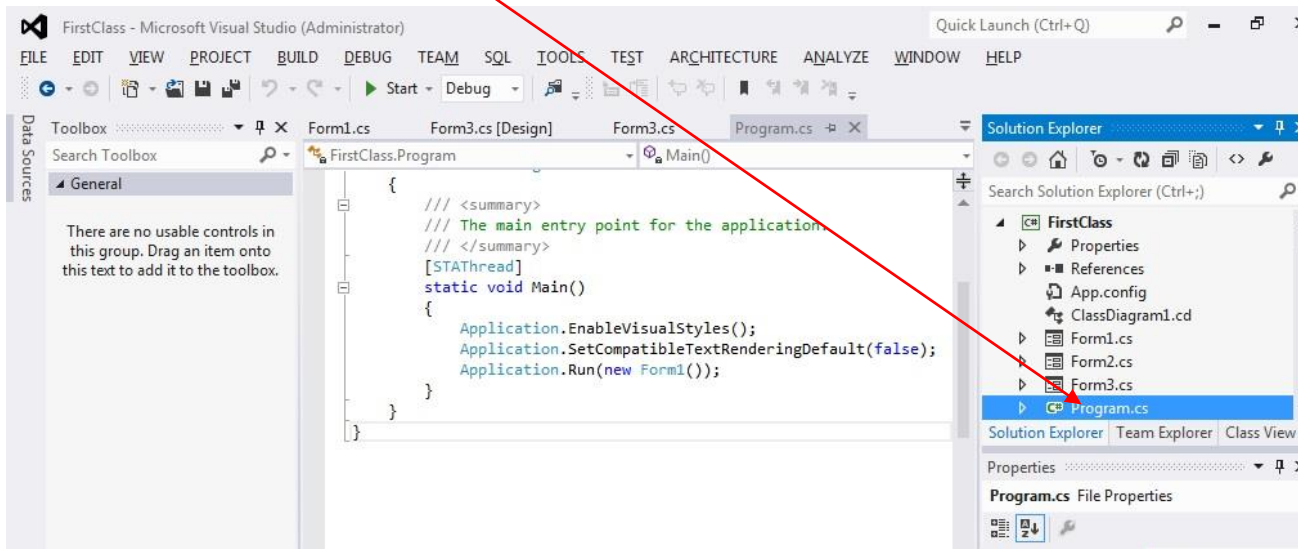 FirstClass - Microsoft Visual Studio (Administrator) Quick Launch (Ctrl+Q)
FILE EDIT VIEW PROJECT BUILD DEBUG TEAM SQL TOOLS TEST ARCHITECTURE ANALYZE WINDOW HELP
Start Debug
Data Sources
Toolbox
Search Toolbox
General
There are no usable controls in
this group. Drag an item onto
this text to add it to the toolbox.
Form1.cs Form3.cs [Design] Form3.cs Program.cs
FirstClass.Program Main()
{
/// <summary>
/// The main entry point for the application.
/// </summary>
[STAThread]
static void Main()
{
Application.EnableVisualStyles();
Application.SetCompatibleTextRenderingDefault(false);
Application.Run(new Form1());
}
}
}
Solution Explorer
Search Solution Explorer (Ctrl+;)
C# FirstClass
Properties
References
App.config
ClassDiagram1.cd
Form1.cs
Form2.cs
Form3.cs
C# Program.cs
Solution Explorer Team Explorer Class View
Properties
Program.cs File Properties